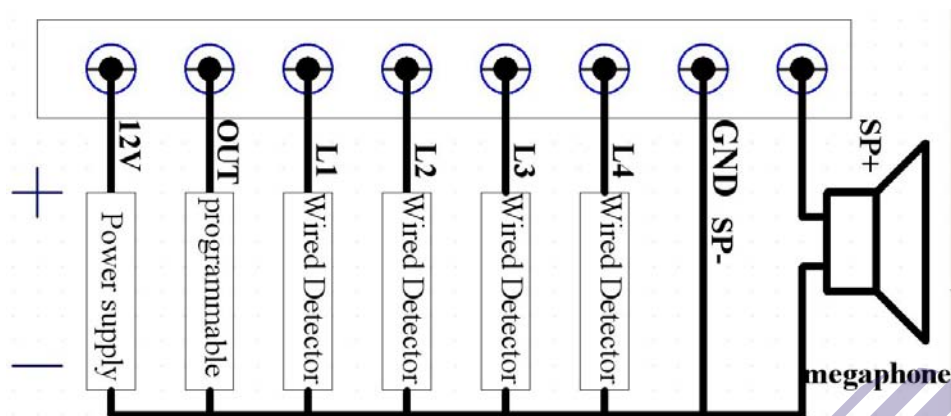 12V
OUT
L1
L2
L3
L4
GND SP-
SP+
Power supply
programmable
Wired Detector
Wired Detector
Wired Detector
Wired Detector
megaphone